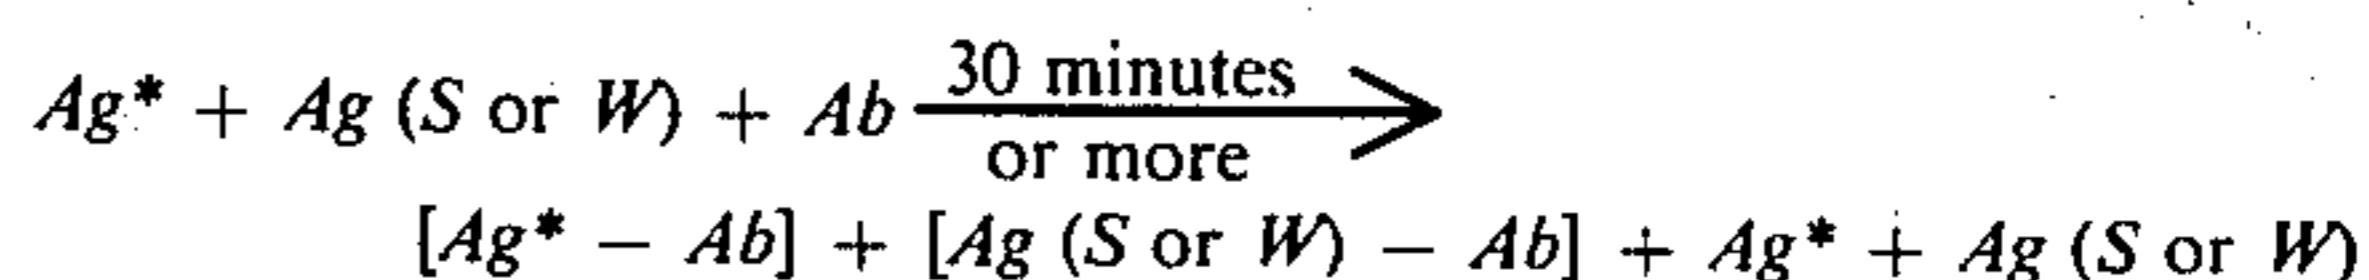 Ag* + Ag (S or W) + Ab 30 minutes or more
[Ag* − Ab] + [Ag (S or W) − Ab] + Ag* + Ag (S or W)